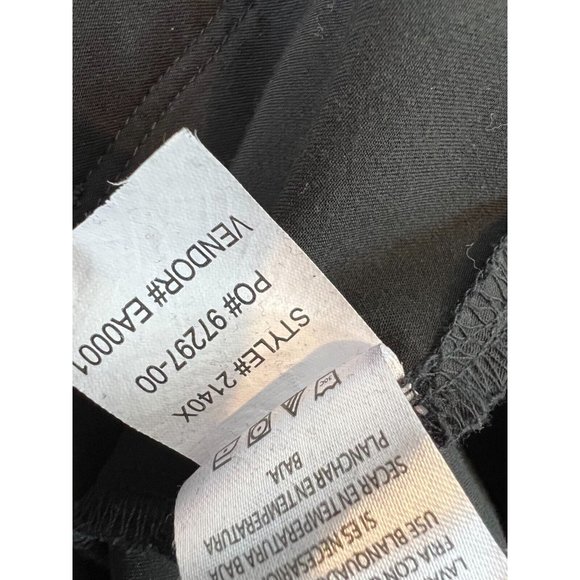 STYLE# 2140X
PO# 97297-00
VENDOR# EA0001
FRIA CON
USE BLANQUAD
SI ES NECESARIO
SECAR EN TEMPERATURA BAJA
PLANCHAR EN TEMPERATURA
BAJA.